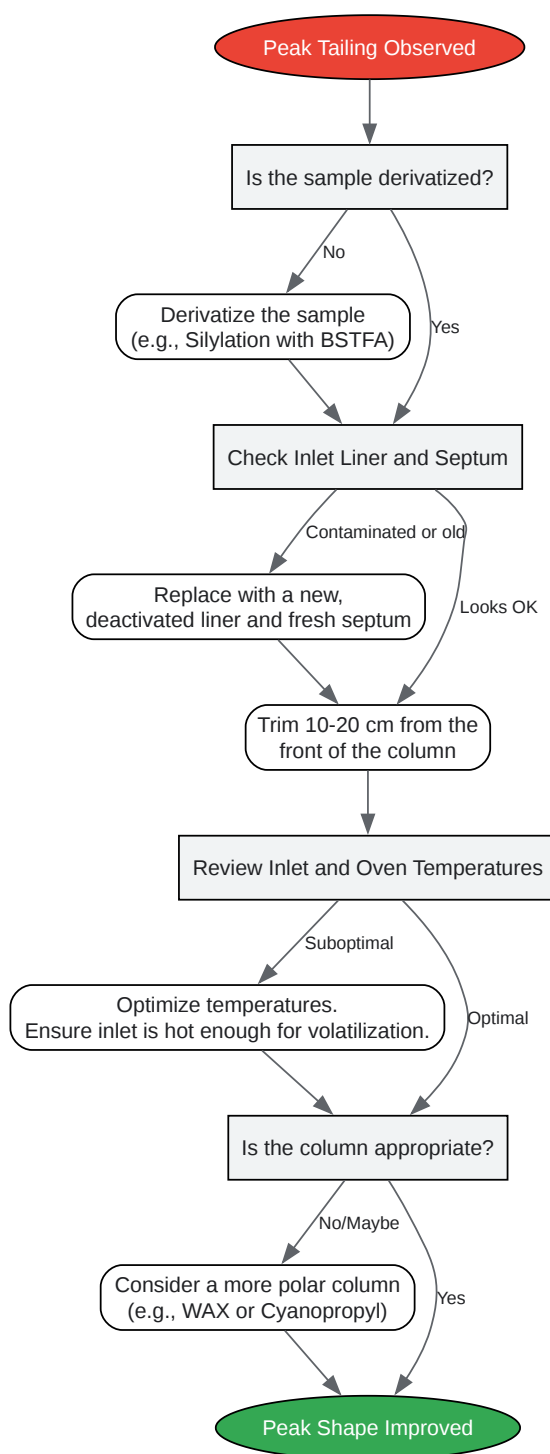 Peak Tailing Observed
Is the sample derivatized?
No
Derivatize the sample
(e.g., Silylation with BSTFA)
Yes
Check Inlet Liner and Septum
Contaminated or old
Replace with a new,
deactivated liner and fresh septum
Looks OK
Trim 10-20 cm from the
front of the column
Review Inlet and Oven Temperatures
Suboptimal
Optimize temperatures.
Ensure inlet is hot enough for volatilization.
Optimal
Is the column appropriate?
No/Maybe
Consider a more polar column
(e.g., WAX or Cyanopropyl)
Yes
Peak Shape Improved